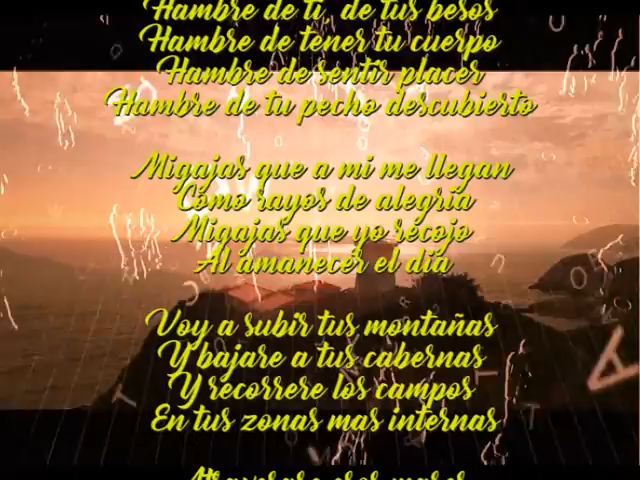 Hambre de ti, de tus besos
Hambre de tener tu cuerpo
Hambre de sentir placer
Hambre de tu pecho descubierto
Migajas que a mi me llegan
Como rayos de alegria
Migajas que yo recojo
Al amanecer el dia
Voy a subir tus montañas
Y bajare a tus cabernas
Y recorrere los campos
En tus zonas mas internas